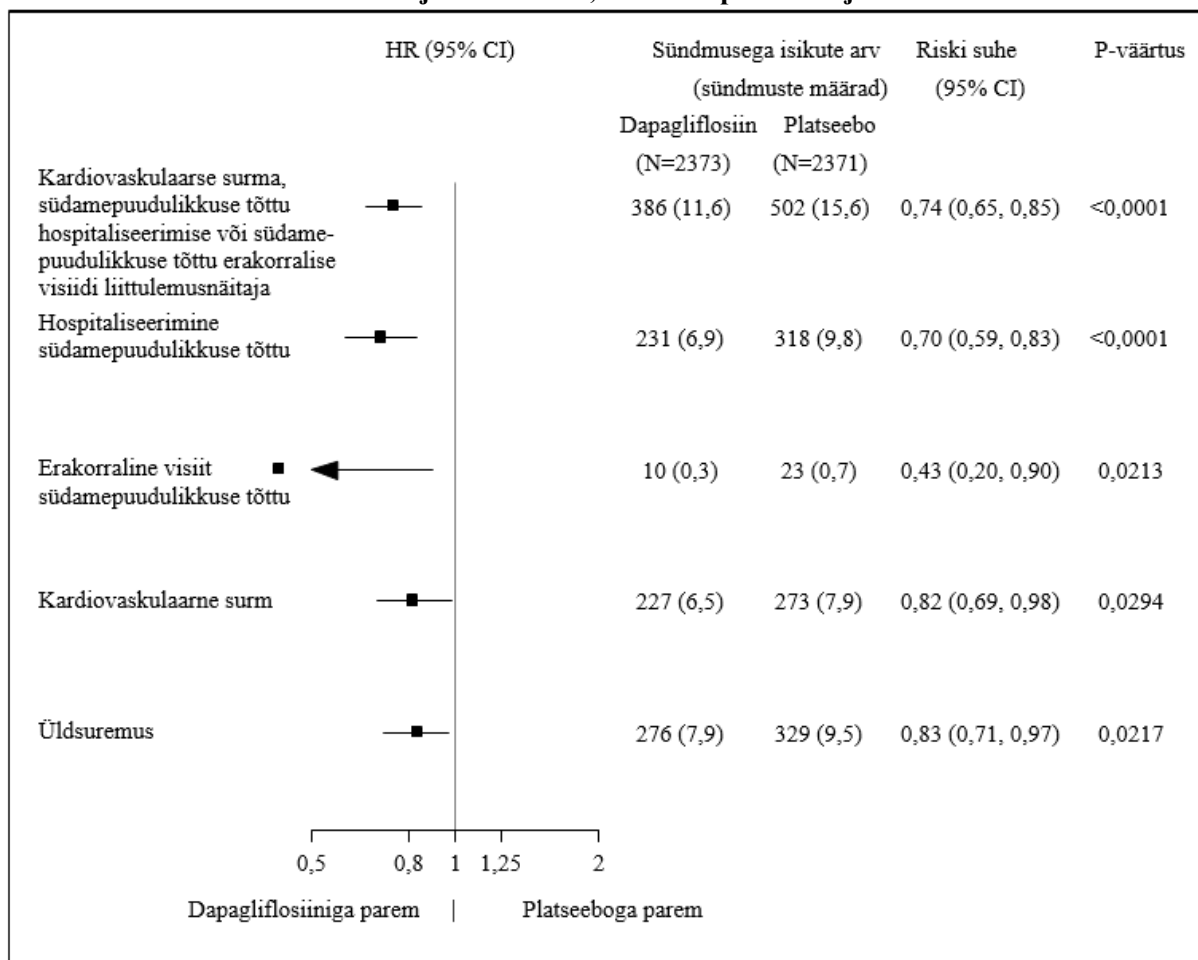 HR (95% CI) Sündmusega isikute arv Riski suhe P-väärtus
(sündmuste määrad) (95% CI)
Dapagliflosiin Platseebo
(N=2373) (N=2371)
Kardiovaskulaarse surma,
südamepuudulikkuse tõttu 386 (11,6) 502 (15,6) 0,74 (0,65, 0,85) <0,0001
hospitaliseerimise või südame-
puudulikkuse tõttu erakorralise
visiidi liittulemusnäitaja
Hospitaliseerimine
südamepuudulikkuse tõttu 231 (6,9) 318 (9,8) 0,70 (0,59, 0,83) <0,0001
Erakorraline visiit 10 (0,3) 23 (0,7) 0,43 (0,20, 0,90) 0,0213
südamepuudulikkuse tõttu
Kardiovaskulaarne surm 227 (6,5) 273 (7,9) 0,82 (0,69, 0,98) 0,0294
Üldsuremus 276 (7,9) 329 (9,5) 0,83 (0,71, 0,97) 0,0217
0,5 0,8 1 1,25 2
Dapagliflosiiniga parem | Platseeboga parem